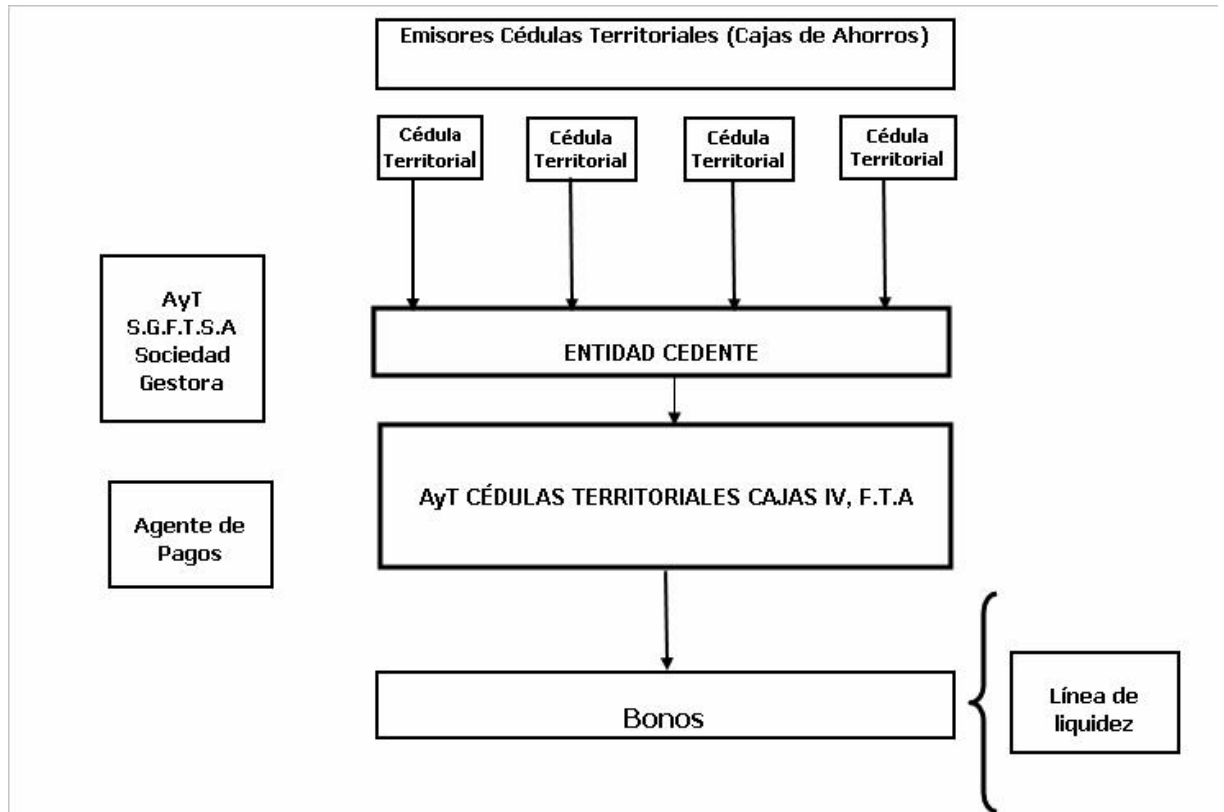 Emisores Cédulas Territoriales (Cajas de Ahorros)
Cédula
Territorial
Cédula
Territorial
Cédula
Territorial
Cédula
Territorial
AyT
S.G.F.T.S.A
Sociedad
Gestora
ENTIDAD CEDENTE
AyT CÉDULAS TERRITORIALES CAJAS IV, F.T.A
Agente de
Pagos
Bonos
Línea de
liquidez